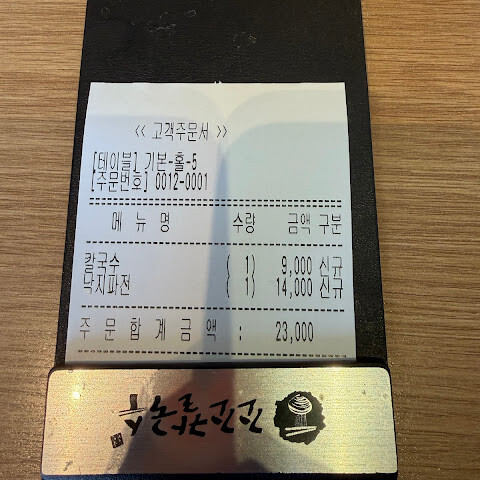 << 고객주문서 >>
[테이블] 기본-홀-5
[주문번호] 0012-0001
메 뉴 명 수량 금액 구분
칼국수 ( 1) 9,000 신규
낙지파전 ( 1) 14,000 신규
주 문 합 계 금 액 : 23,000